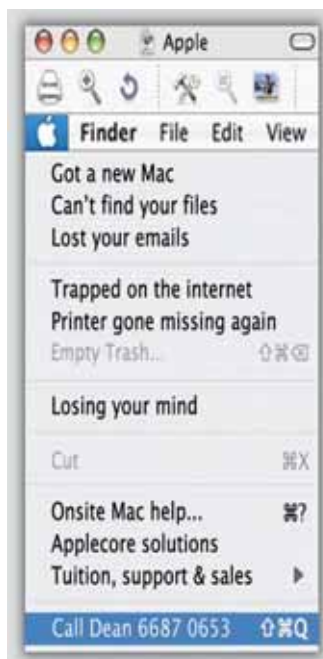 Apple
Finder File Edit View
Got a new Mac
Can't find your files
Lost your emails
Trapped on the internet
Printer gone missing again
Empty Trash... ⇧⌘⌫
Losing your mind
Cut ⌘X
Onsite Mac help... ⌘?
Applecore solutions
Tuition, support & sales ▶
Call Dean 6687 0653 ⇧⌘Q